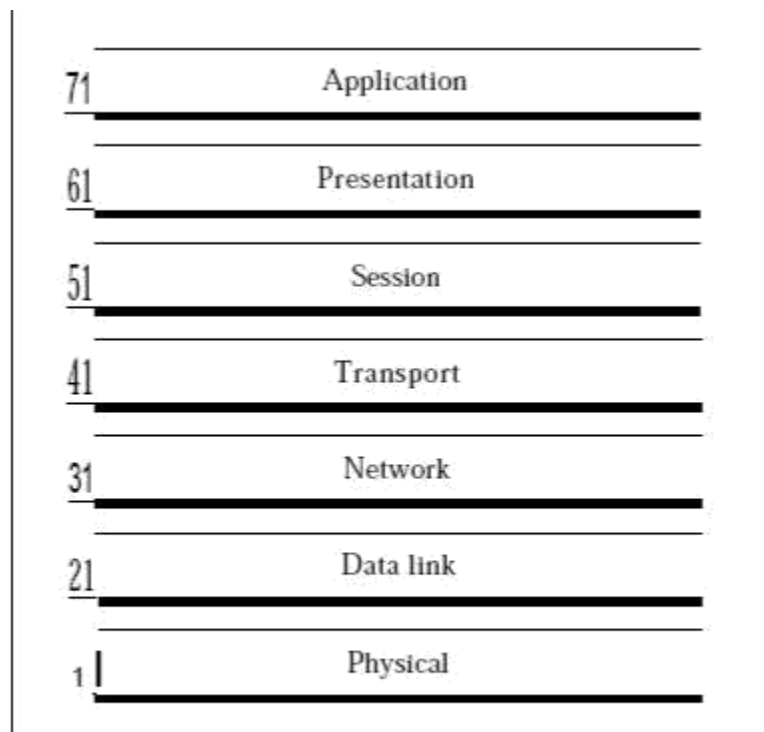 71 Application
61 Presentation
51 Session
41 Transport
31 Network
21 Data link
1 Physical